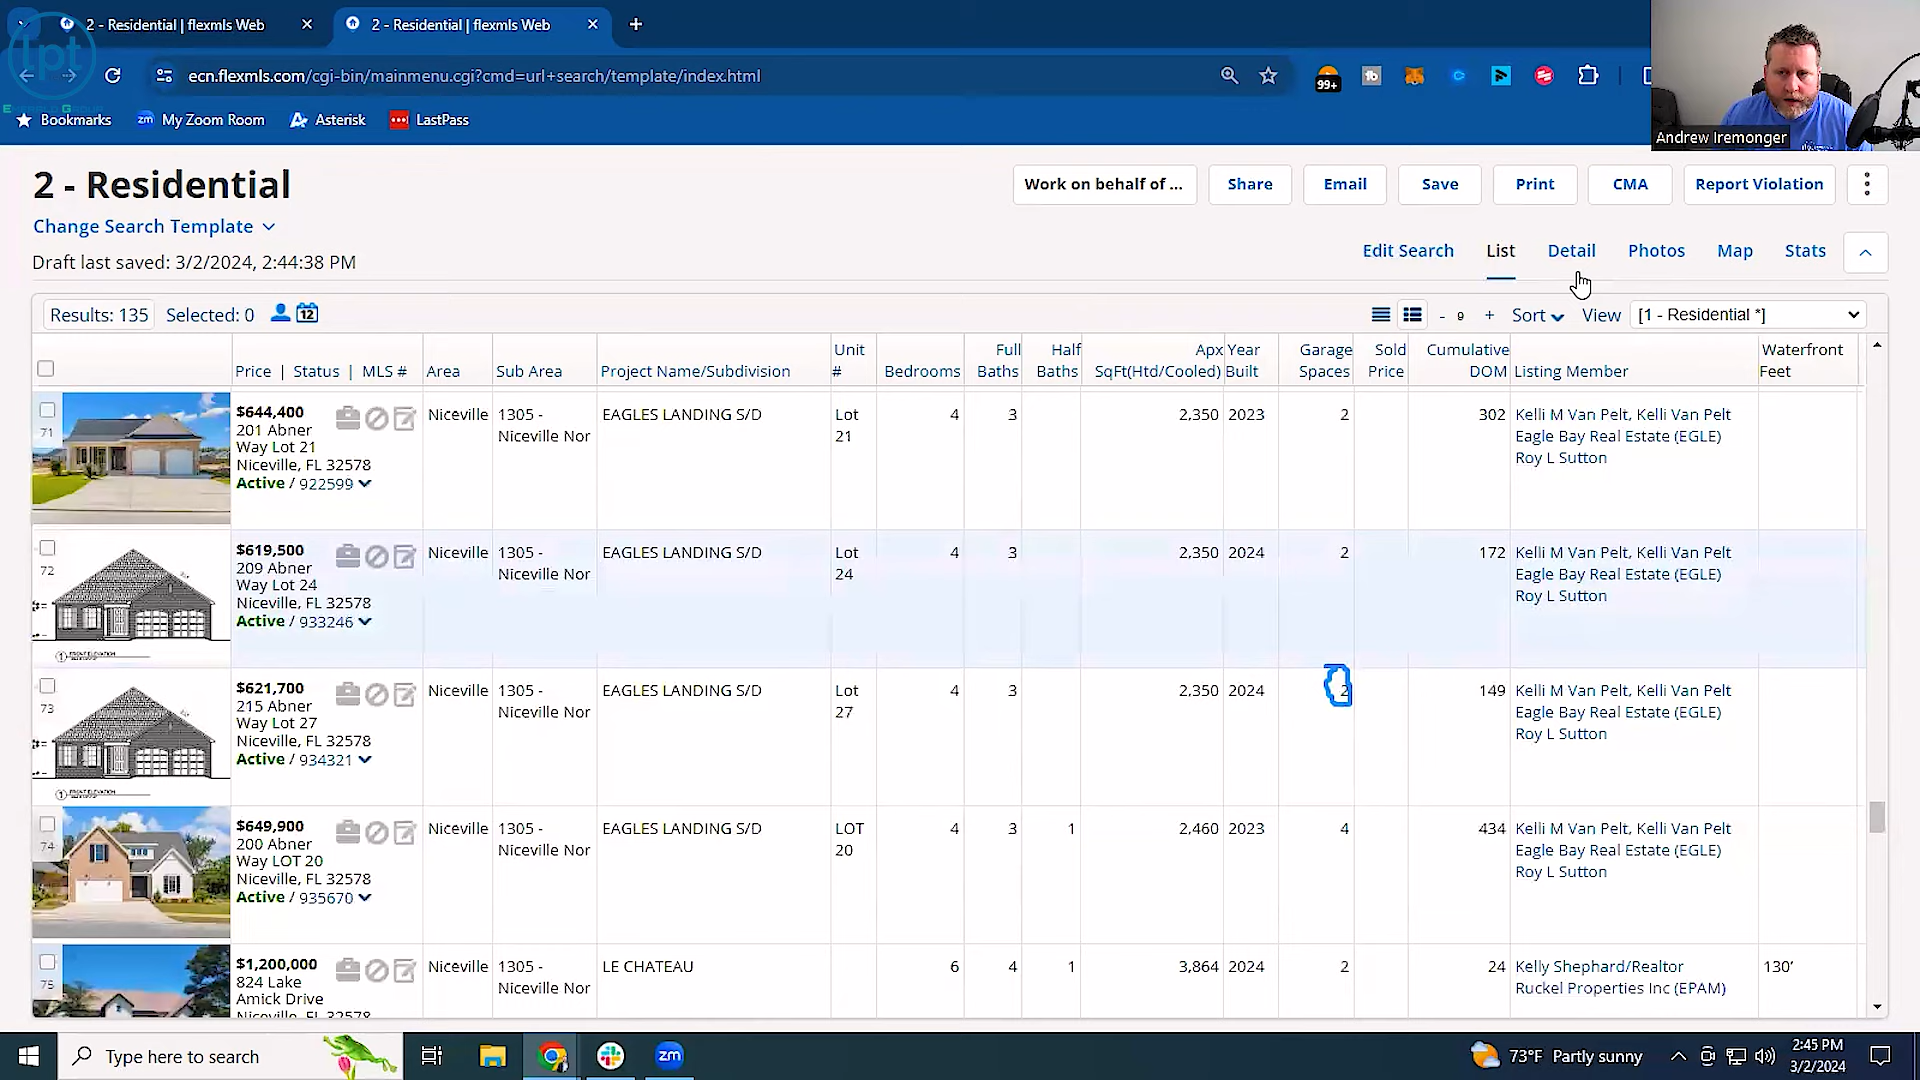 2 - Residential | flexmls Web
2 - Residential | flexmls Web
lpt
EMERALD GROUP
ecn.flexmls.com/cgi-bin/mainmenu.cgi?cmd=url+search/template/index.html
99+
Bookmarks
zm My Zoom Room
Asterisk
LastPass
Andrew Iremonger
2 - Residential
Work on behalf of ...
Share
Email
Save
Print
CMA
Report Violation
Change Search Template
Draft last saved: 3/2/2024, 2:44:38 PM
Edit Search
List
Detail
Photos
Map
Stats
Results: 135
Selected: 0
12
- 9 +
Sort
View
[1 - Residential *]
Price | Status | MLS #
Area
Sub Area
Project Name/Subdivision
Unit #
Bedrooms
Full Baths
Half Baths
Apx SqFt(Htd/Cooled)
Year Built
Garage Spaces
Sold Price
Cumulative DOM
Listing Member
Waterfront Feet
71
$644,400
201 Abner
Way Lot 21
Niceville, FL 32578
Active / 922599
Niceville
1305 -
Niceville Nor
EAGLES LANDING S/D
Lot
21
4
3
2,350
2023
2
302
Kelli M Van Pelt, Kelli Van Pelt
Eagle Bay Real Estate (EGLE)
Roy L Sutton
72
$619,500
209 Abner
Way Lot 24
Niceville, FL 32578
Active / 933246
Niceville
1305 -
Niceville Nor
EAGLES LANDING S/D
Lot
24
4
3
2,350
2024
2
172
Kelli M Van Pelt, Kelli Van Pelt
Eagle Bay Real Estate (EGLE)
Roy L Sutton
73
$621,700
215 Abner
Way Lot 27
Niceville, FL 32578
Active / 934321
Niceville
1305 -
Niceville Nor
EAGLES LANDING S/D
Lot
27
4
3
2,350
2024
2
149
Kelli M Van Pelt, Kelli Van Pelt
Eagle Bay Real Estate (EGLE)
Roy L Sutton
74
$649,900
200 Abner
Way LOT 20
Niceville, FL 32578
Active / 935670
Niceville
1305 -
Niceville Nor
EAGLES LANDING S/D
LOT
20
4
3
1
2,460
2023
4
434
Kelli M Van Pelt, Kelli Van Pelt
Eagle Bay Real Estate (EGLE)
Roy L Sutton
75
$1,200,000
824 Lake
Amick Drive
Niceville, FL 32578
Niceville
1305 -
Niceville Nor
LE CHATEAU
6
4
1
3,864
2024
2
24
Kelly Shephard/Realtor
Ruckel Properties Inc (EPAM)
130’
Type here to search
zm
73°F Partly sunny
2:45 PM
3/2/2024